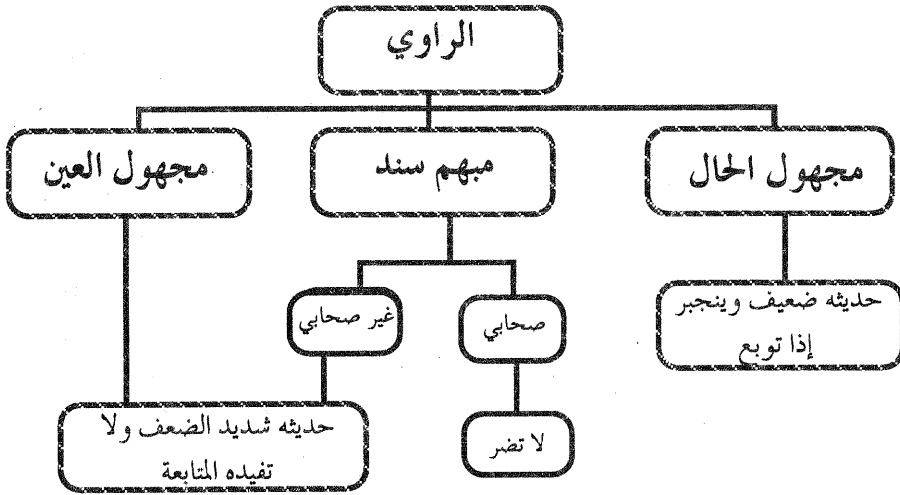 الراوي
مجهول الحال
مبهم سند
مجهول العين
حديثه ضعيف وينجبر
إذا توبع
صحابي
غير صحابي
لا تضر
حديثه شديد الضعف ولا
تفيده المتابعة